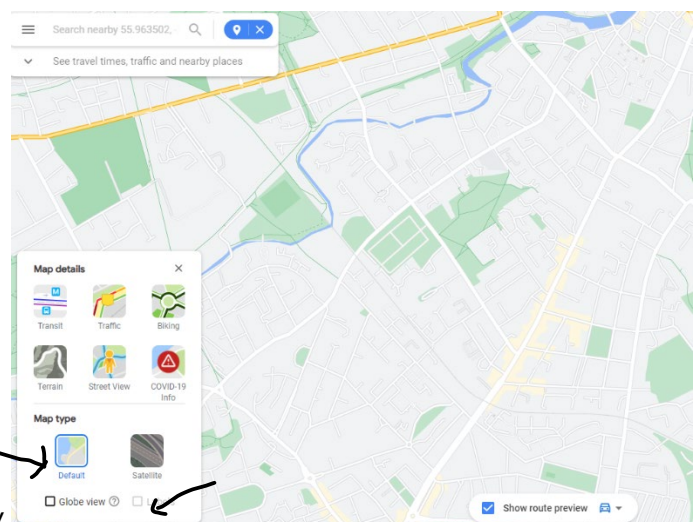 Search nearby 55.963502,
See travel times, traffic and nearby places
Map details
Transit Traffic Biking
Terrain Street View COVID-19
Info
Map type
Default Satellite
Globe view
Show route preview